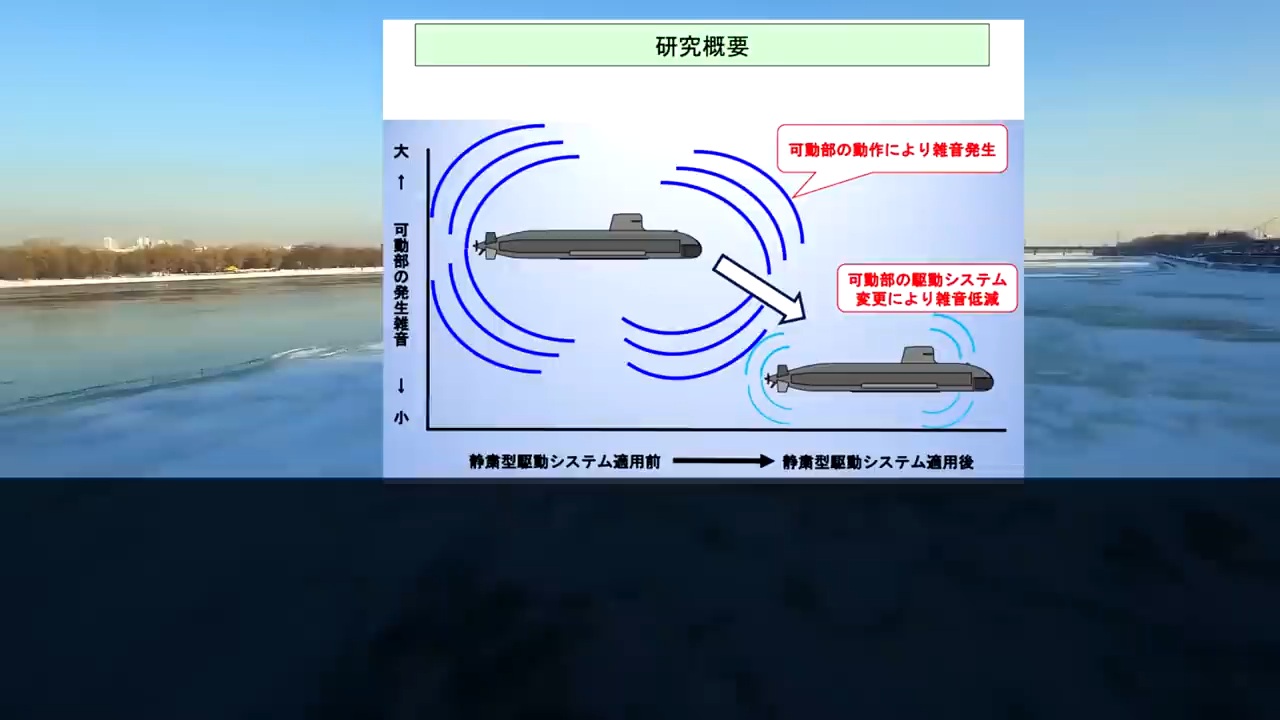 研究概要
大
↑
可動部の発生雑音
↓
小
可動部の動作により雑音発生
可動部の駆動システム
変更により雑音低減
静粛型駆動システム適用前
静粛型駆動システム適用後